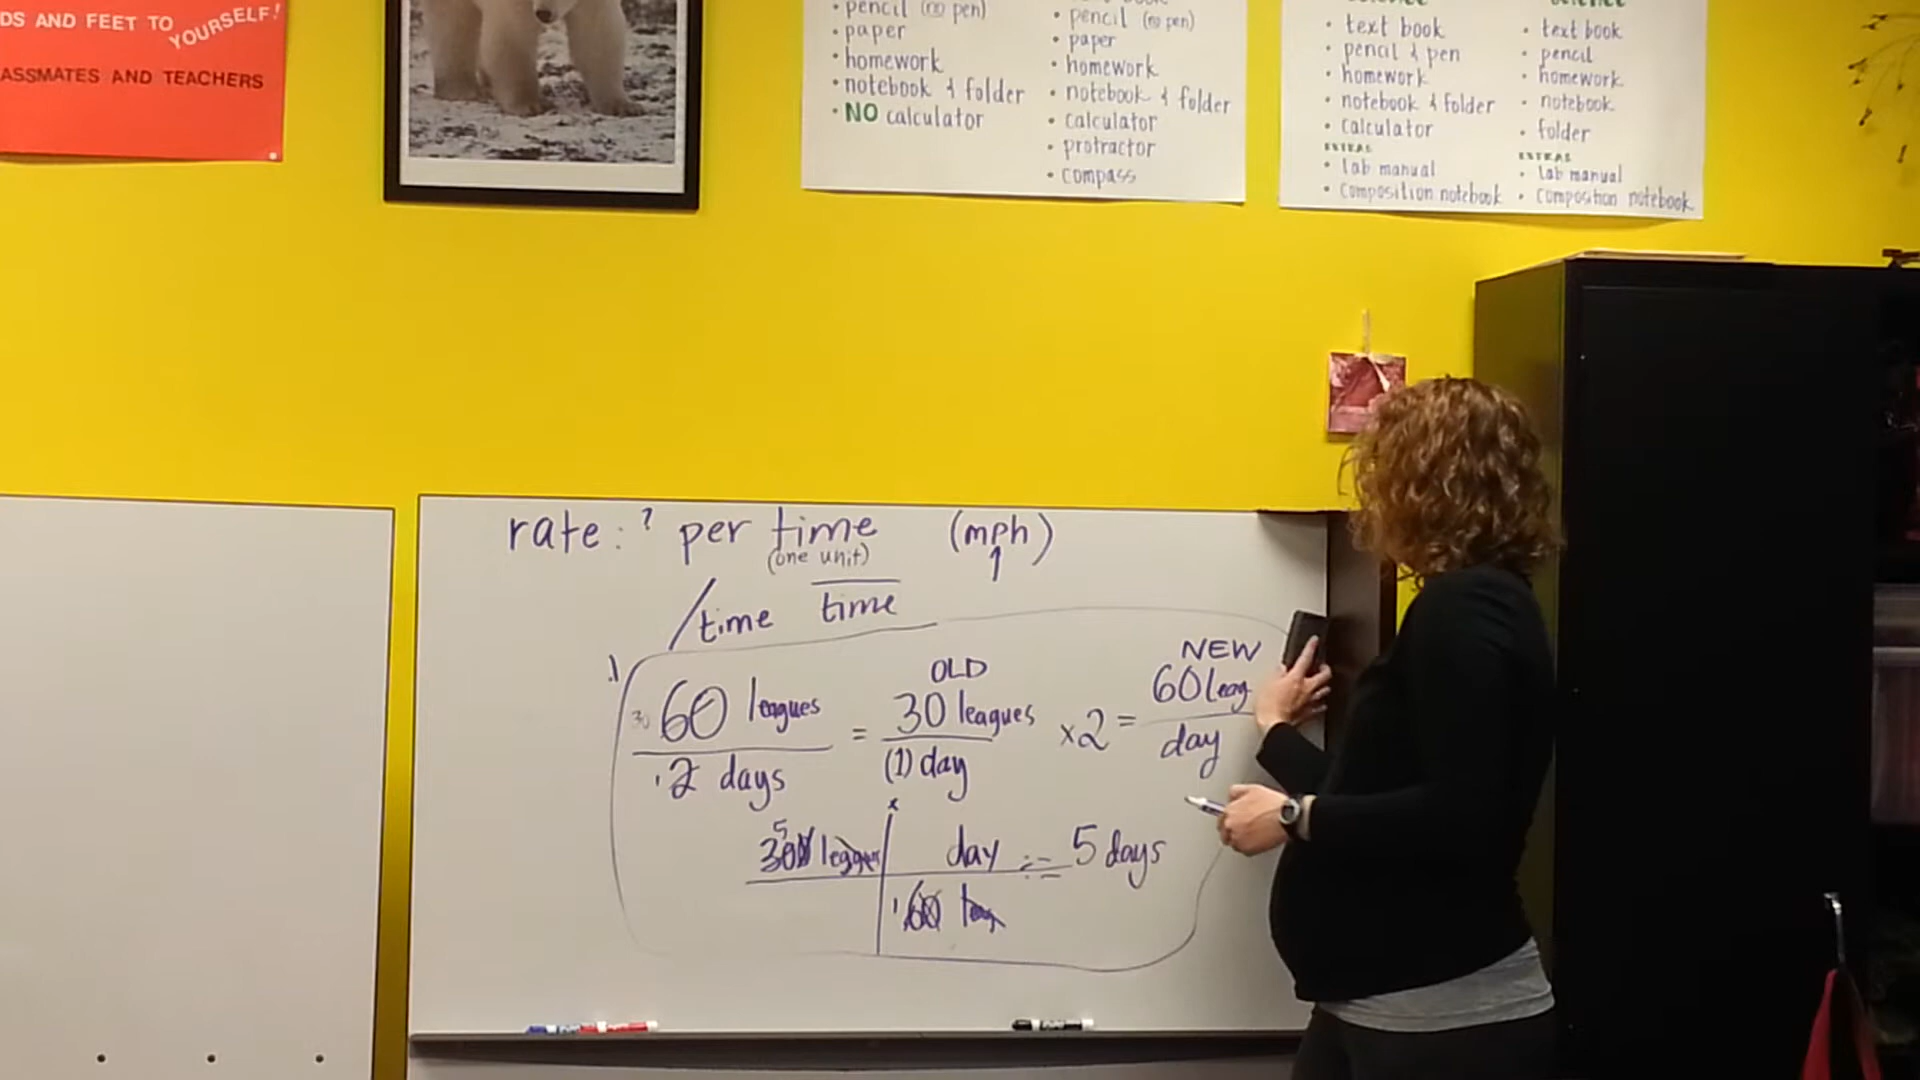 DS AND FEET TO YOURSELF!
ASSMATES AND TEACHERS
• pencil (no pen)
• paper
• homework
• notebook & folder
• NO calculator
• pencil (no pen)
• paper
• homework
• notebook & folder
• calculator
• protractor
• compass
• text book
• pencil & pen
• homework
• notebook & folder
• calculator
EXTRAS
• lab manual
• composition notebook
• text book
• pencil
• homework
• notebook
• folder
EXTRAS
• lab manual
• composition notebook
rate: ? per time (mph)
(one unit)
/time time
OLD
NEW
60 leagues = 30 leagues x2 = 60 leag
2 days (1) day day
300 leagues day = 5 days
60 leag